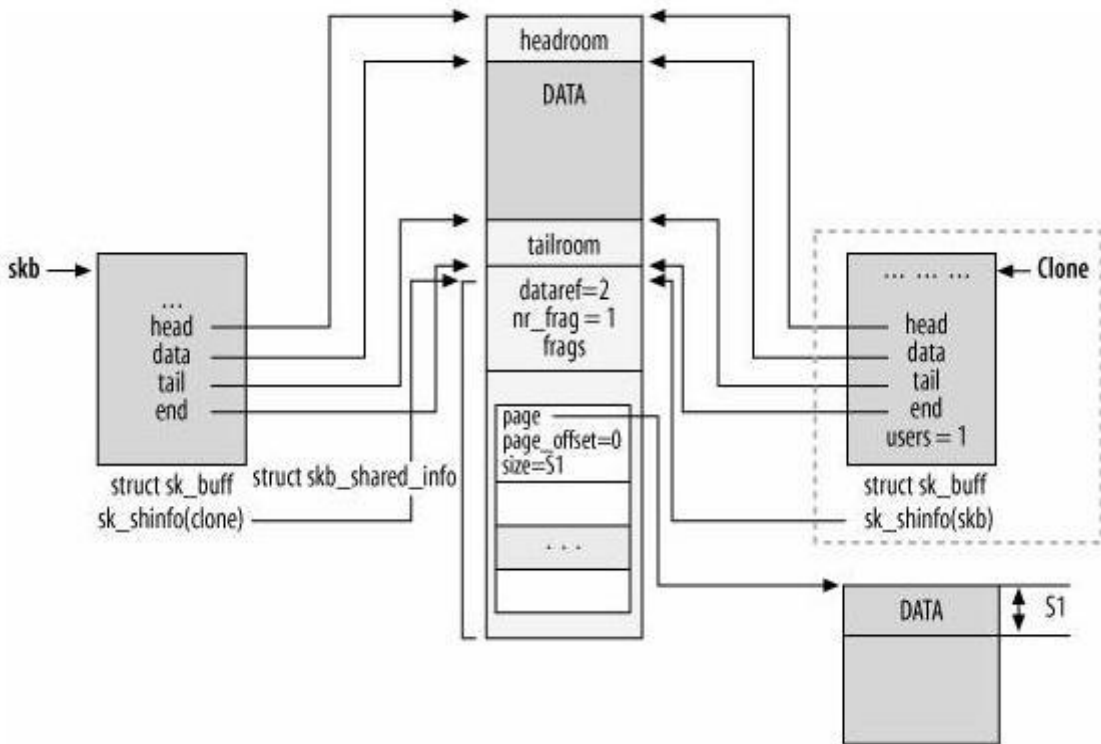 headroom
DATA
tailroom
dataref=2
nr_frag = 1
frags
page
page_offset=0
size=S1
. . .
skb
...
head
data
tail
end
struct sk_buff
sk_shinfo(clone)
struct skb_shared_info
Clone
... ... ...
head
data
tail
end
users = 1
struct sk_buff
sk_shinfo(skb)
DATA
S1